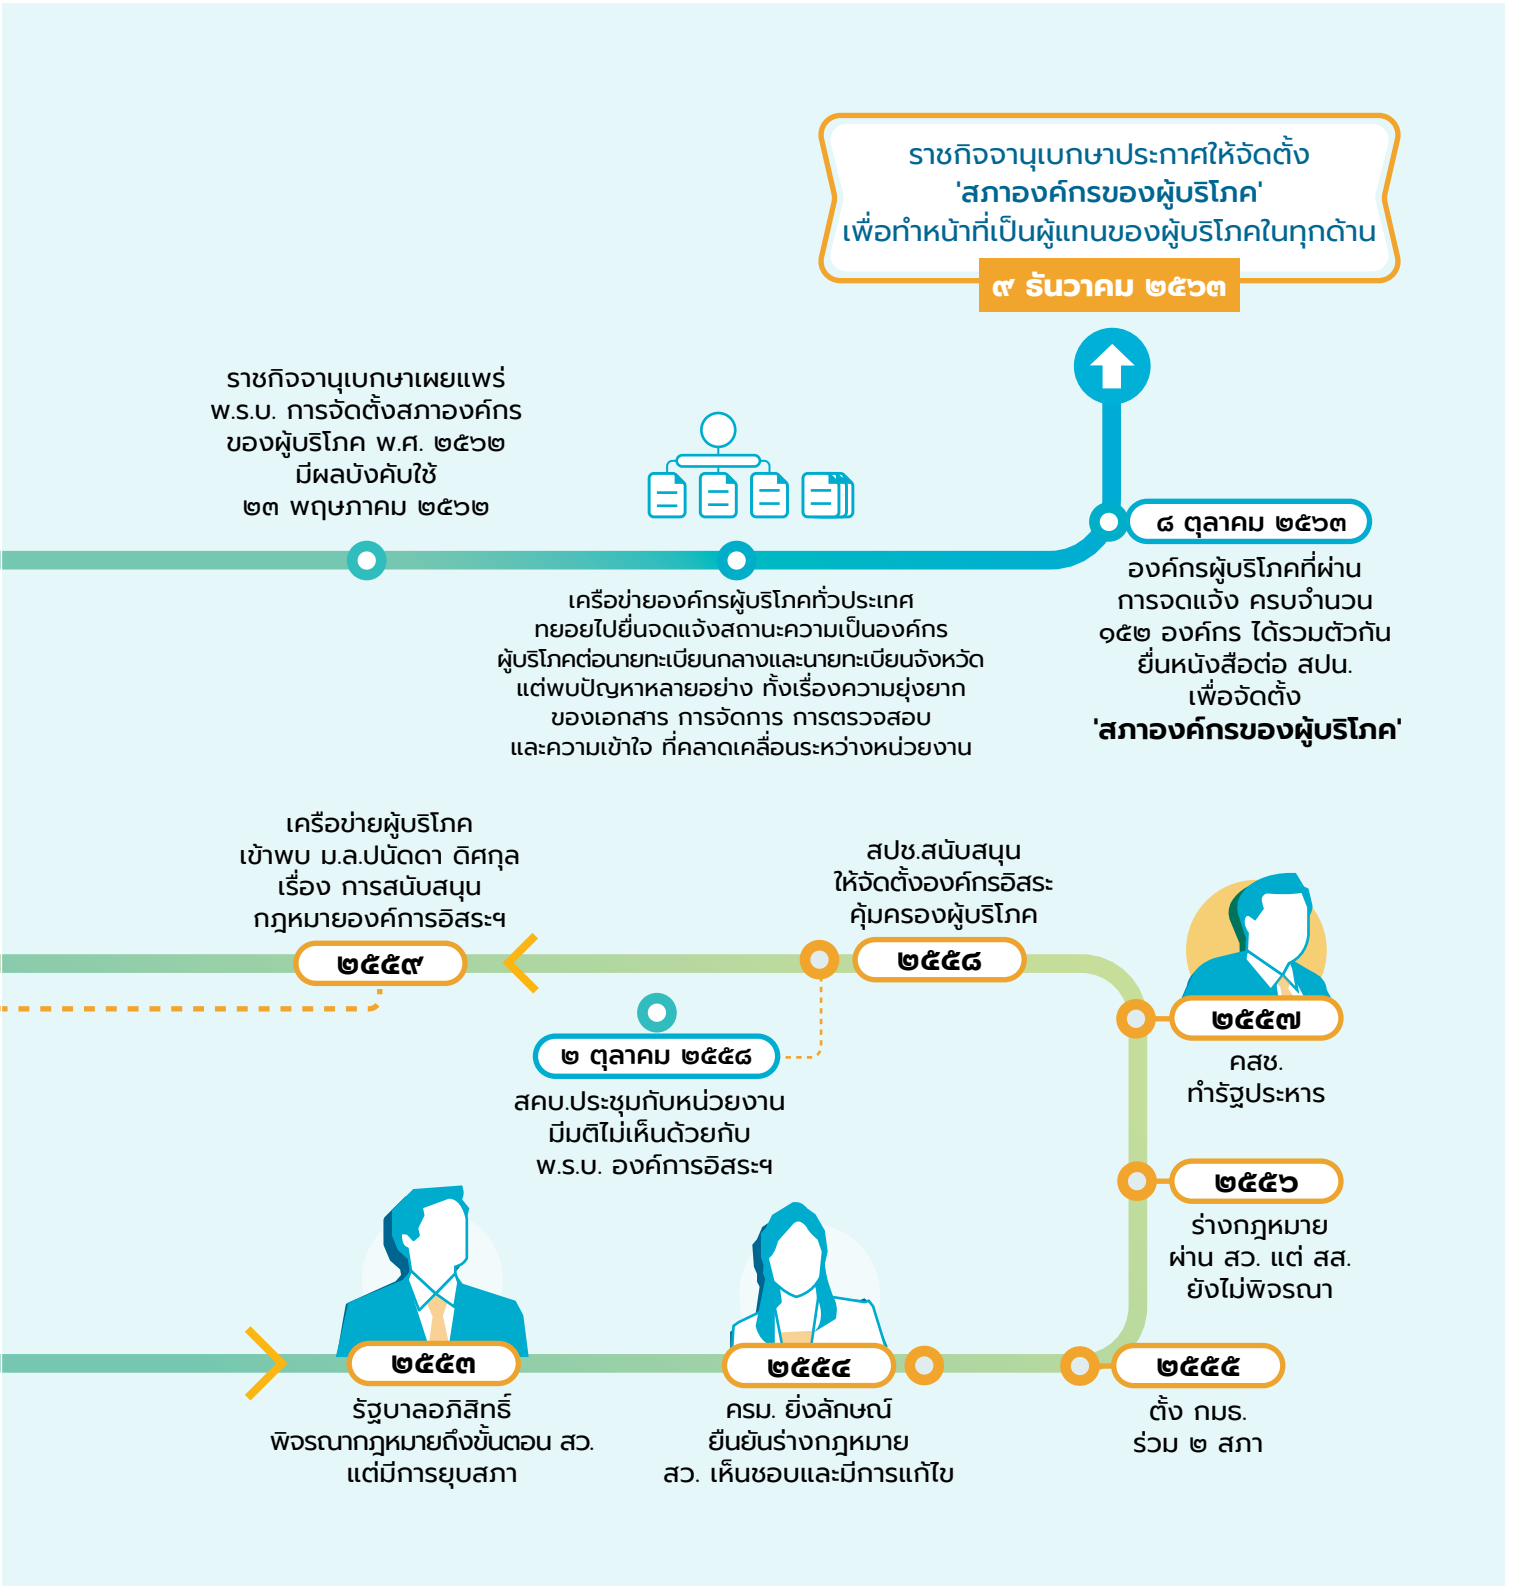 ราชกิจจานุเบกษาประกาศให้จัดตั้ง
'สภาองค์กรของผู้บริโภค'
เพื่อทำหน้าที่เป็นผู้แทนของผู้บริโภคในทุกด้าน
๙ ธันวาคม ๒๕๖๓
ราชกิจจานุเบกษาเผยแพร่
พ.ร.บ. การจัดตั้งสภาองค์กร
ของผู้บริโภค พ.ศ. ๒๕๖๒
มีผลบังคับใช้
๒๓ พฤษภาคม ๒๕๖๒
เครือข่ายองค์กรผู้บริโภคทั่วประเทศ
ทยอยไปยื่นจดแจ้งสถานะความเป็นองค์กร
ผู้บริโภคต่อนายทะเบียนกลางและนายทะเบียนจังหวัด
แต่พบปัญหาหลายอย่าง ทั้งเรื่องความยุ่งยาก
ของเอกสาร การจัดการ การตรวจสอบ
และความเข้าใจ ที่คลาดเคลื่อนระหว่างหน่วยงาน
๘ ตุลาคม ๒๕๖๓
องค์กรผู้บริโภคที่ผ่าน
การจดแจ้ง ครบจำนวน
๑๕๒ องค์กร ได้รวมตัวกัน
ยื่นหนังสือต่อ สปน.
เพื่อจัดตั้ง
'สภาองค์กรของผู้บริโภค'
เครือข่ายผู้บริโภค
เข้าพบ ม.ล.ปนัดดา ดิศกุล
เรื่อง การสนับสนุน
กฎหมายองค์การอิสระฯ
๒๕๕๙
สปช.สนับสนุน
ให้จัดตั้งองค์กรอิสระ
คุ้มครองผู้บริโภค
๒๕๕๘
๒ ตุลาคม ๒๕๕๘
สคบ.ประชุมกับหน่วยงาน
มีมติไม่เห็นด้วยกับ
พ.ร.บ. องค์การอิสระฯ
๒๕๕๗
คสช.
ทำรัฐประหาร
๒๕๕๖
ร่างกฎหมาย
ผ่าน สว. แต่ สส.
ยังไม่พิจรณา
๒๕๕๓
รัฐบาลอภิสิทธิ์
พิจรณากฎหมายถึงขั้นตอน สว.
แต่มีการยุบสภา
๒๕๕๔
ครม. ยิ่งลักษณ์
ยืนยันร่างกฎหมาย
สว. เห็นชอบและมีการแก้ไข
๒๕๕๕
ตั้ง กมธ.
ร่วม ๒ สภา